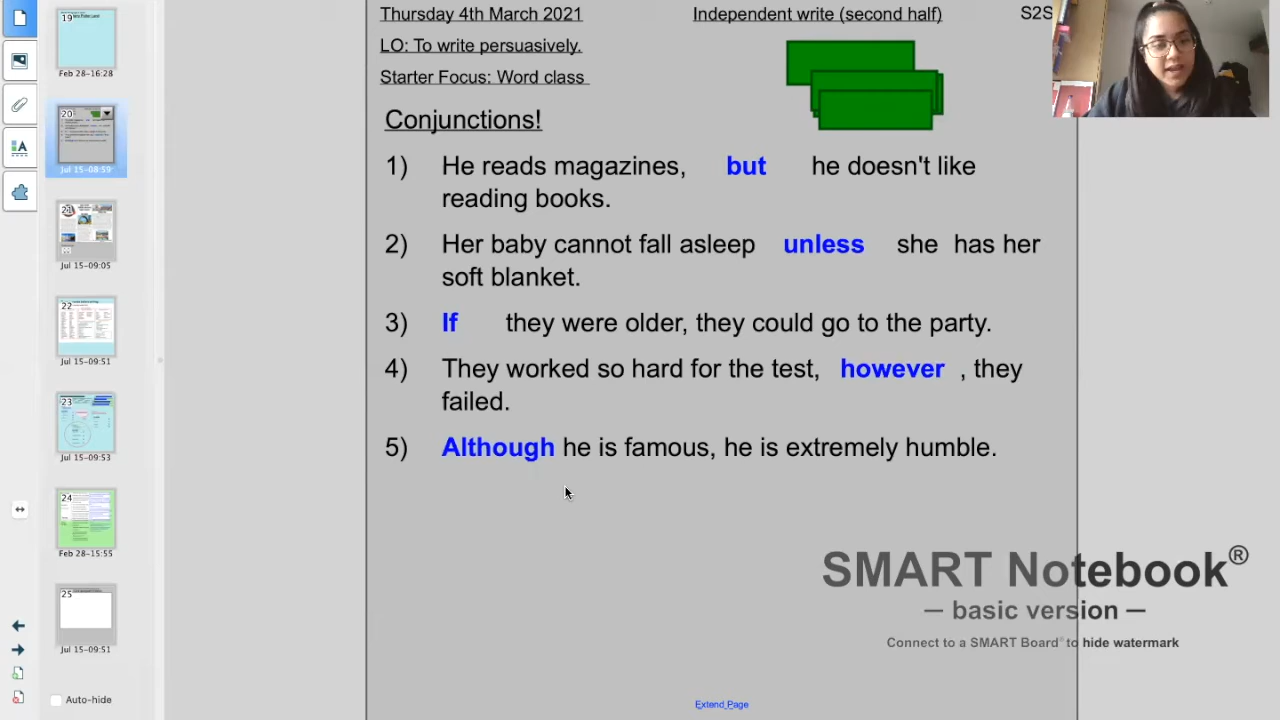 19
Feb 28-16:28
20
Jul 15-08:59
21
Jul 15-09:05
22
Jul 15-09:51
23
Jul 15-09:53
24
Feb 28-15:55
25
Jul 15-09:51
Auto-hide
Thursday 4th March 2021
Independent write (second half)
S2S
LO: To write persuasively.
Starter Focus: Word class
Conjunctions!
1) He reads magazines, but he doesn't like
reading books.
2) Her baby cannot fall asleep unless she has her
soft blanket.
3) If they were older, they could go to the party.
4) They worked so hard for the test, however , they
failed.
5) Although he is famous, he is extremely humble.
SMART Notebook®
— basic version —
Connect to a SMART Board® to hide watermark
Extend Page